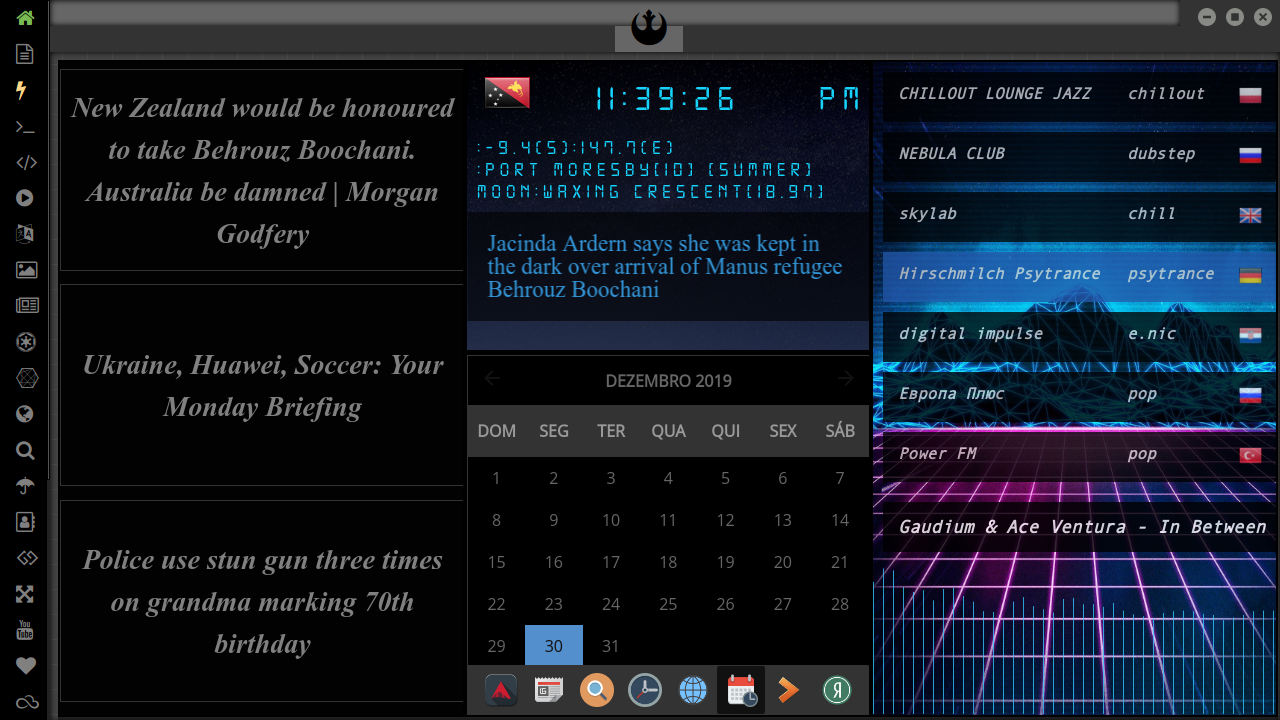 New Zealand would be honoured
to take Behrouz Boochani.
Australia be damned | Morgan
Godfery
Ukraine, Huawei, Soccer: Your
Monday Briefing
Police use stun gun three times
on grandma marking 70th
birthday
11:39:26 PM
:-9.4(S):147.7(E)
:PORT MORESBY(10) (SUMMER)
MOON:WAXING CRESCENT(18.97)
Jacinda Ardern says she was kept in
the dark over arrival of Manus refugee
Behrouz Boochani
DEZEMBRO 2019
DOM SEG TER QUA QUI SEX SÁB
1 2 3 4 5 6 7
8 9 10 11 12 13 14
15 16 17 18 19 20 21
22 23 24 25 26 27 28
29 30 31
CHILLOUT LOUNGE JAZZ chillout
NEBULA CLUB dubstep
skylab chill
Hirschmilch Psytrance psytrance
digital impulse e.nic
Европа Плюс pop
Power FM pop
Gaudium & Ace Ventura - In Between
You
Tube
Я